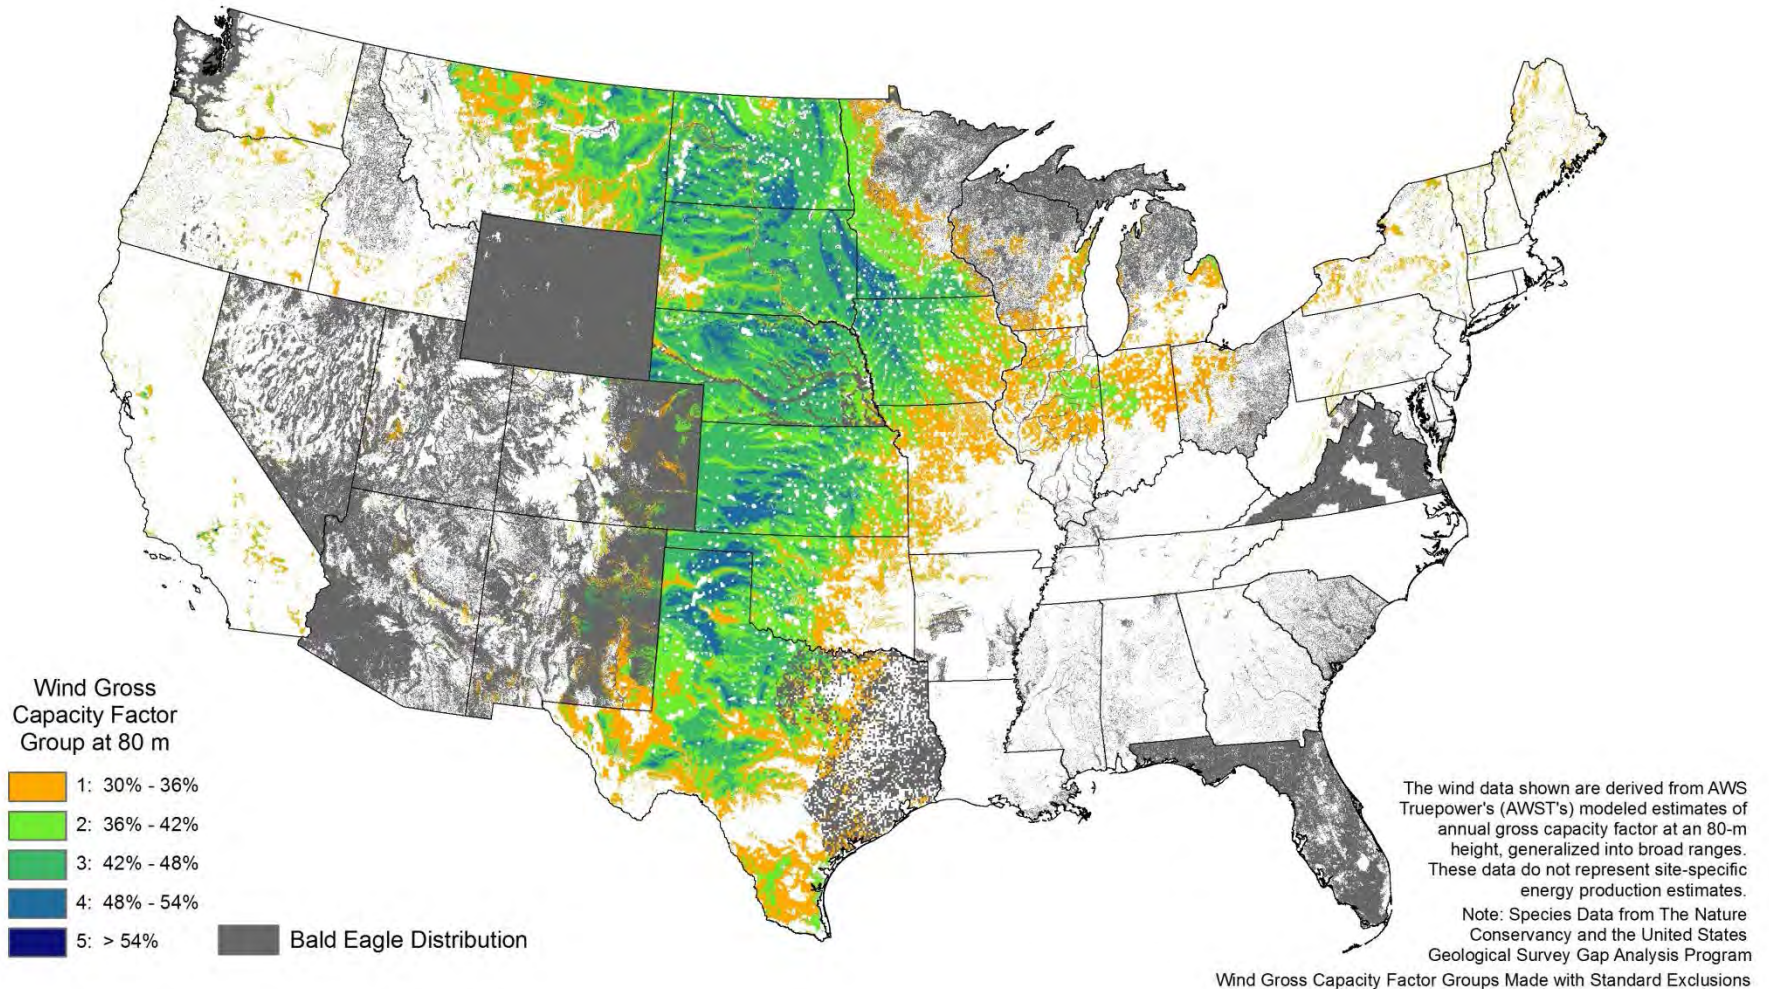 Wind Gross
Capacity Factor
Group at 80 m
1: 30% - 36%
2: 36% - 42%
3: 42% - 48%
4: 48% - 54%
5: > 54%
Bald Eagle Distribution
The wind data shown are derived from AWS
Truepower's (AWST's) modeled estimates of
annual gross capacity factor at an 80-m
height, generalized into broad ranges.
These data do not represent site-specific
energy production estimates.
Note: Species Data from The Nature
Conservancy and the United States
Geological Survey Gap Analysis Program
Wind Gross Capacity Factor Groups Made with Standard Exclusions